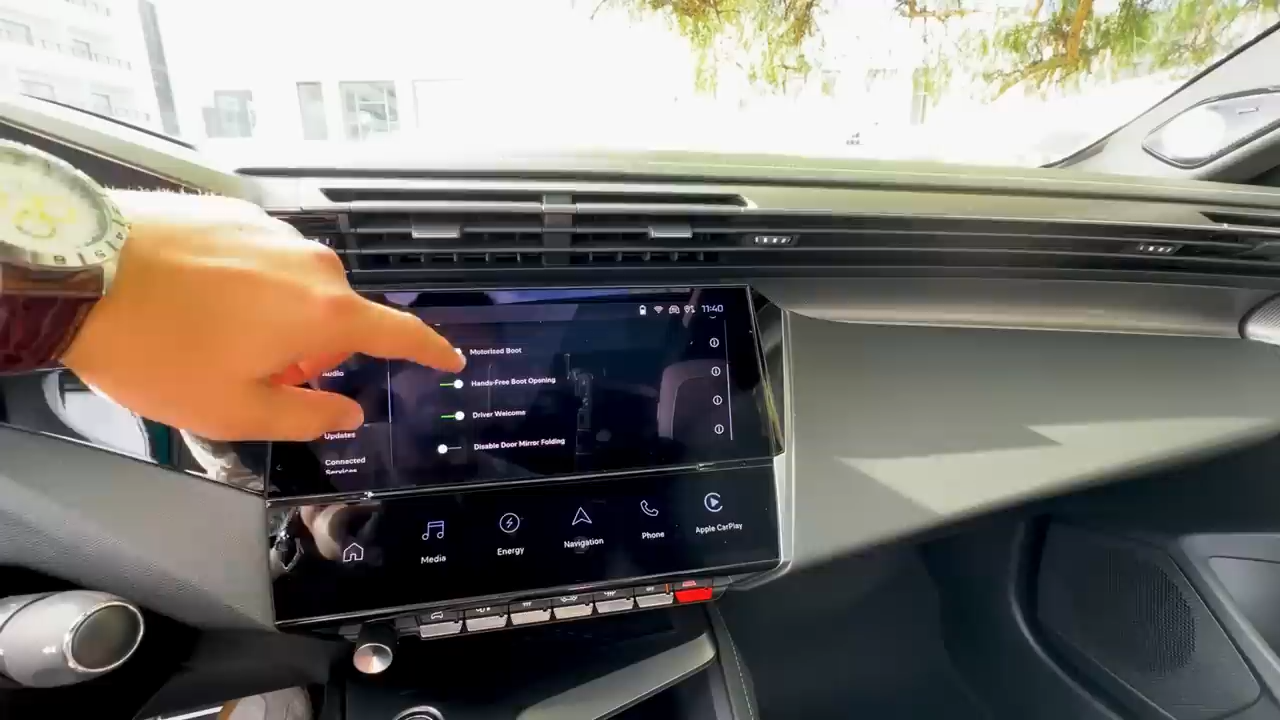 11:40
Motorised Boot
Audio
Hands-Free Boot Opening
Driver Welcome
Updates
Disable Door Mirror Folding
Connected
Services
Media
Energy
Navigation
Phone
Apple CarPlay